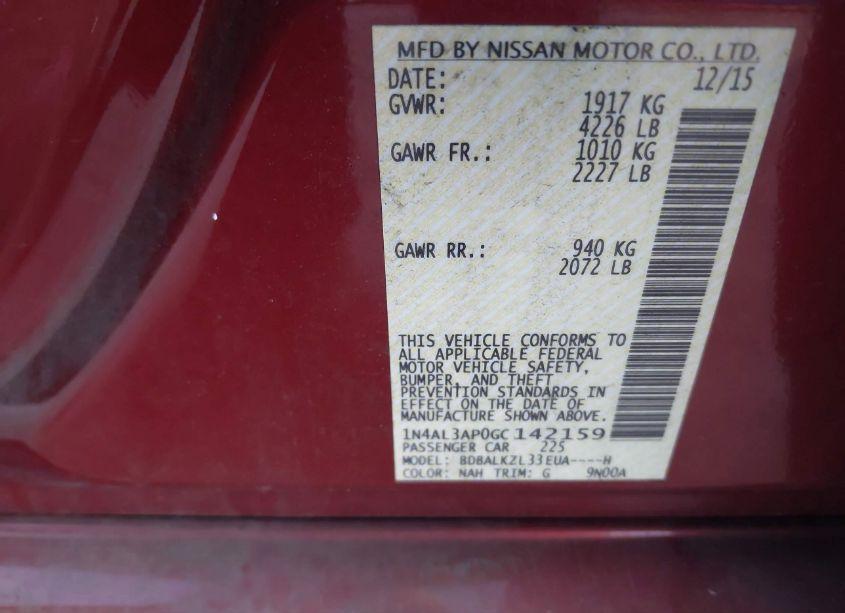 MFD BY NISSAN MOTOR CO., LTD.
DATE: 12/15
GVWR: 1917 KG
4226 LB
GAWR FR.: 1010 KG
2227 LB
GAWR RR.: 940 KG
2072 LB
THIS VEHICLE CONFORMS TO
ALL APPLICABLE FEDERAL
MOTOR VEHICLE SAFETY,
BUMPER, AND THEFT
PREVENTION STANDARDS IN
EFFECT ON THE DATE OF
MANUFACTURE SHOWN ABOVE.
1N4AL3AP0GC142159
PASSENGER CAR 225
MODEL: BDBALKZL33EUA----H
COLOR: NAH TRIM: G 9N00A